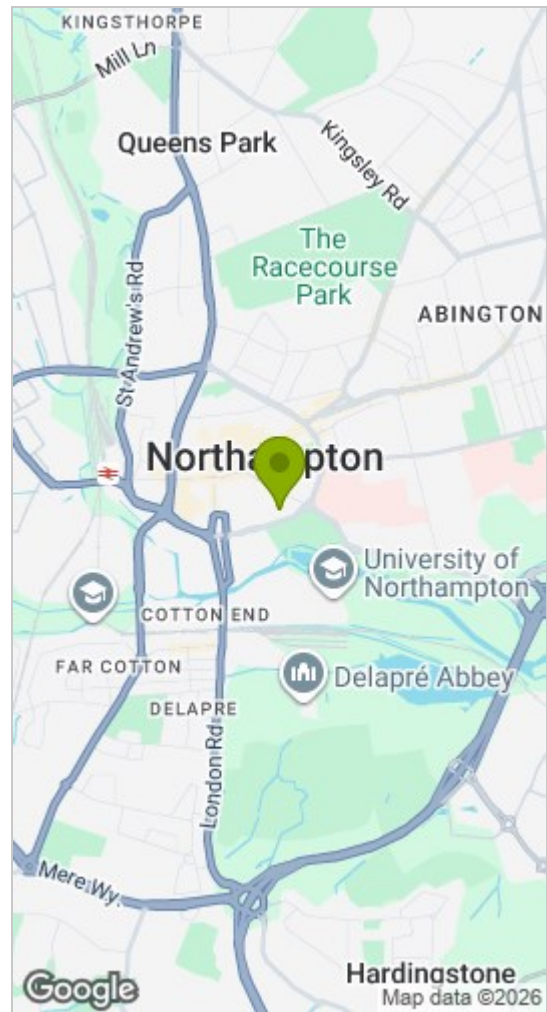 KINGSTHORPE
Mill Ln
Queens Park
Kingsley Rd
The
Racecourse
Park
ABINGTON
St Andrew's Rd
Northampton
University of
Northampton
COTTON END
FAR COTTON
Delapré Abbey
DELAPRE
London Rd
Mere Wy.
Hardingstone
Google
Map data ©2026